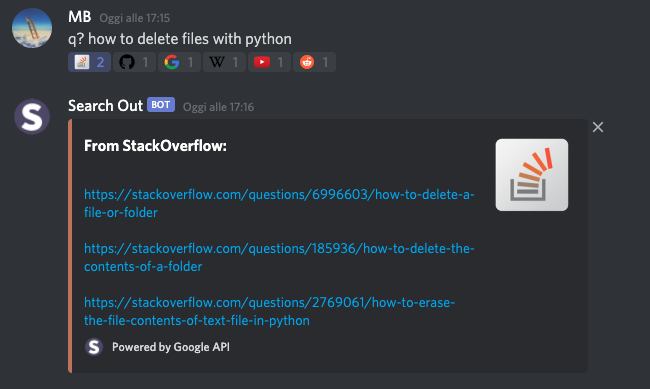 MB Oggi alle 17:15
q? how to delete files with python
2 1 1 W 1 1 1
Search Out BOT Oggi alle 17:16
From StackOverflow:
https://stackoverflow.com/questions/6996603/how-to-delete-a-
file-or-folder
https://stackoverflow.com/questions/185936/how-to-delete-the-
contents-of-a-folder
https://stackoverflow.com/questions/2769061/how-to-erase-
the-file-contents-of-text-file-in-python
S Powered by Google API